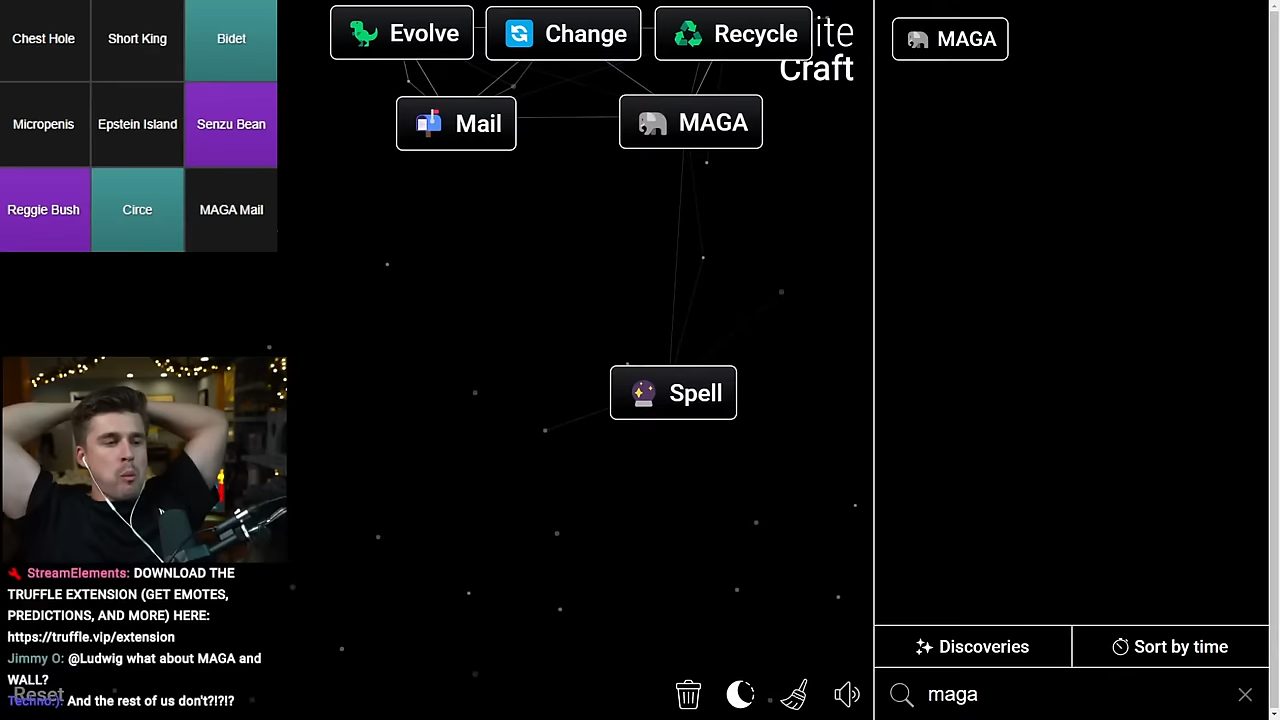 Chest Hole
Short King
Bidet
Micropenis
Epstein Island
Senzu Bean
Reggie Bush
Circe
MAGA Mail
Evolve
Change
Recycle
ite
Craft
Mail
MAGA
Spell
MAGA
StreamElements: DOWNLOAD THE
TRUFFLE EXTENSION (GET EMOTES,
PREDICTIONS, AND MORE) HERE:
https://truffle.vip/extension
Jimmy O: @Ludwig what about MAGA and
WALL?
Reset
And the rest of us don't?!?!?
Discoveries
Sort by time
maga